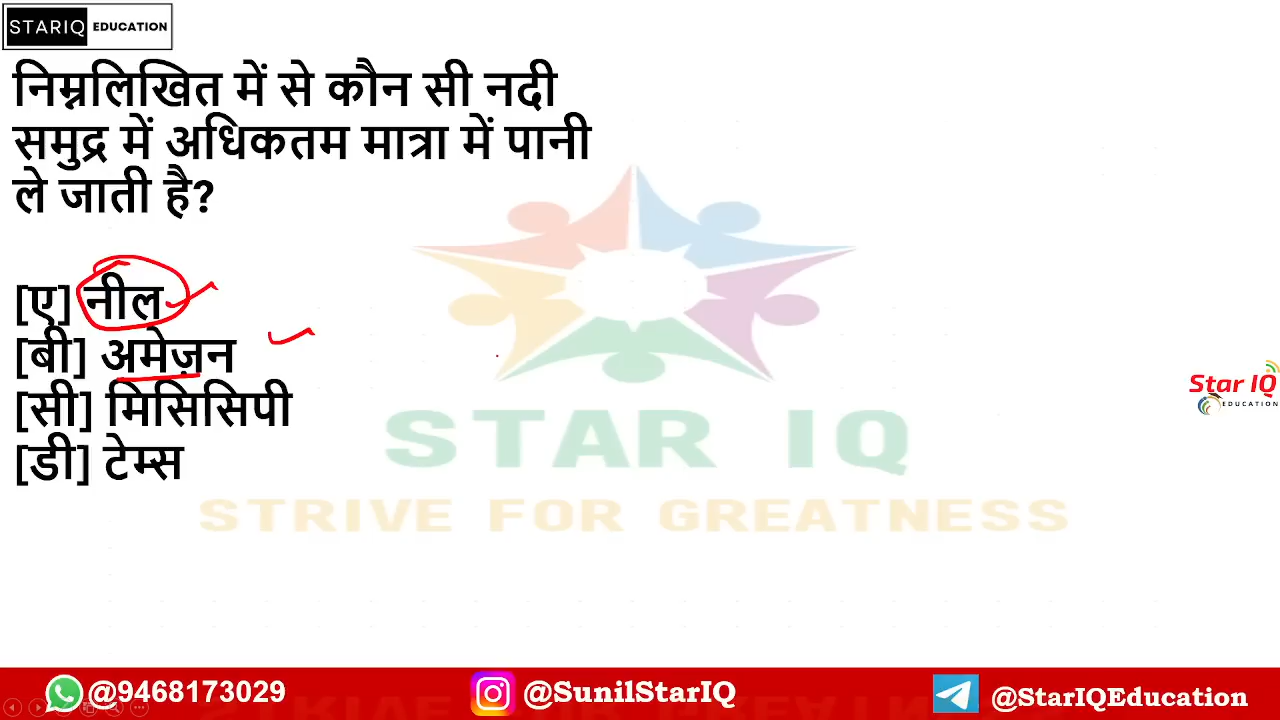 STARIQ EDUCATION
निम्नलिखित में से कौन सी नदी
समुद्र में अधिकतम मात्रा में पानी
ले जाती है?
[ए] नील
[बी] अमेज़न
[सी] मिसिसिपी
[डी] टेम्स
STAR IQ
STRIVE FOR GREATNESS
Star IQ
EDUCATION
@9468173029 @SunilStarIQ @StarIQEducation